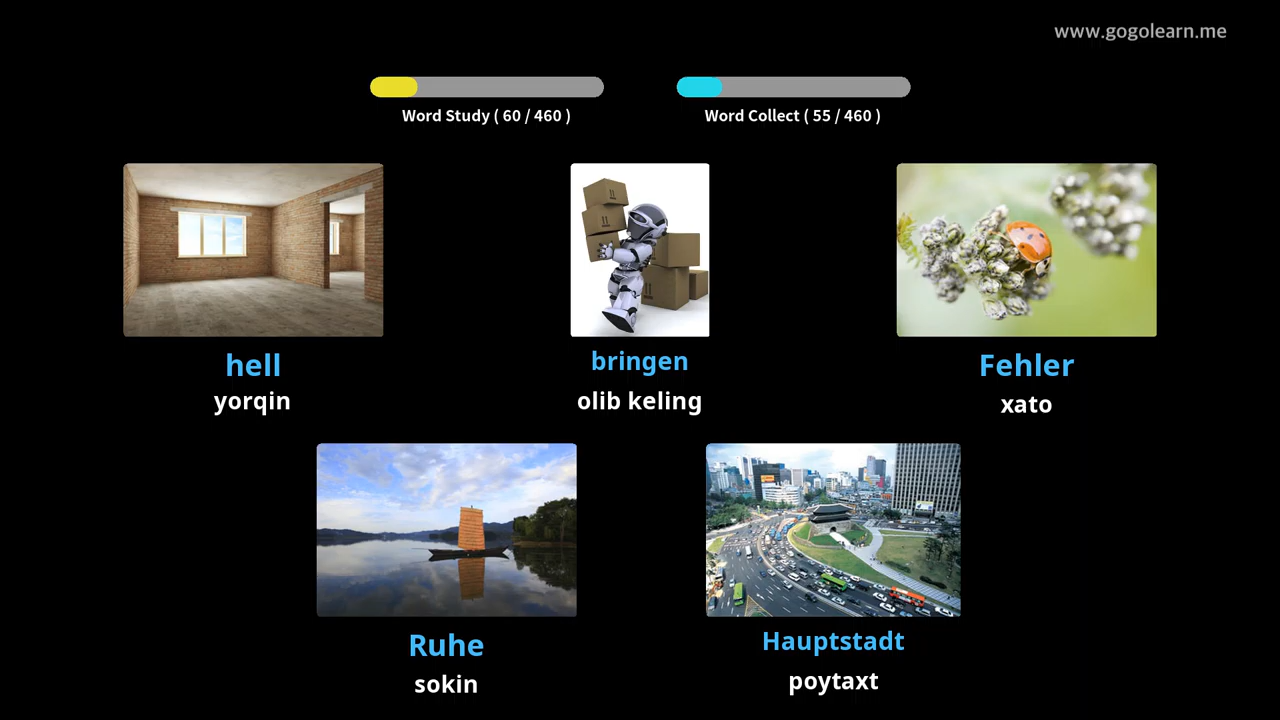 www.gogolearn.me
Word Study ( 60 / 460 )
Word Collect ( 55 / 460 )
hell
yorqin
bringen
olib keling
Fehler
xato
Ruhe
sokin
Hauptstadt
poytaxt